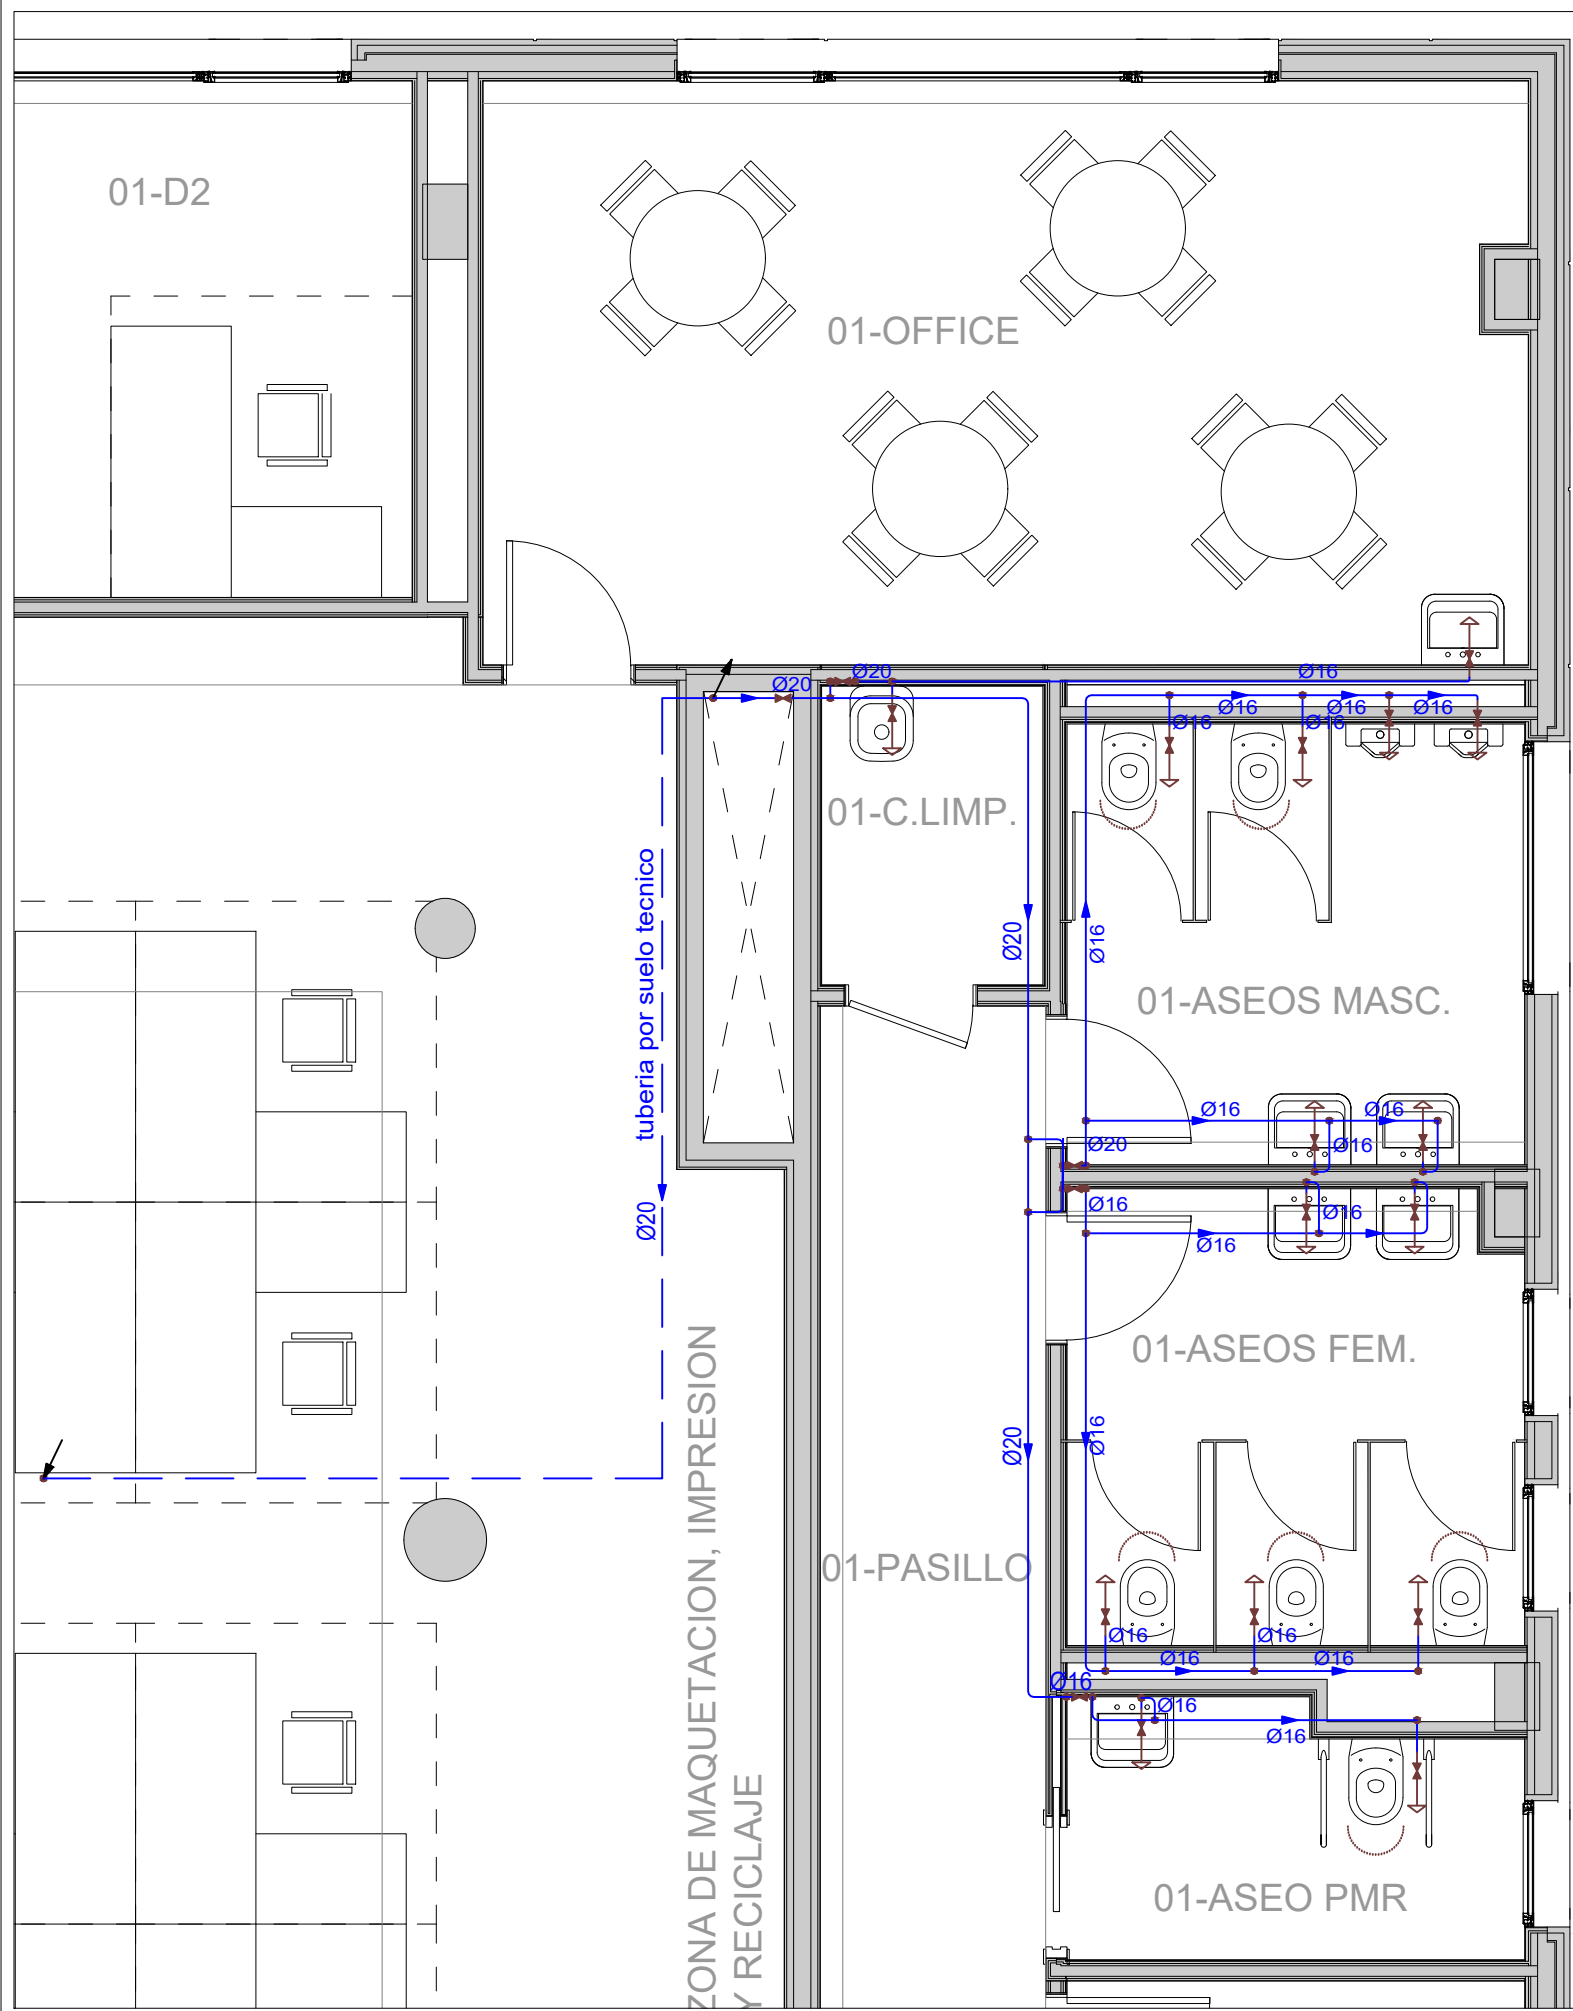 01-D2
01-OFFICE
Ø20
Ø20
Ø16
Ø16
Ø16
Ø16
Ø16
Ø16
01-C.LIMP.
tuberia por suelo tecnico
Ø20
Ø16
01-ASEOS MASC.
Ø16
Ø16
Ø20
Ø16
Ø20
Ø16
Ø16
Ø16
01-ASEOS FEM.
Ø20
Ø16
ZONA DE MAQUETACION, IMPRESION
Y RECICLAJE
01-PASILLO
Ø16
Ø16
Ø16
Ø16
Ø16
Ø16
Ø16
01-ASEO PMR